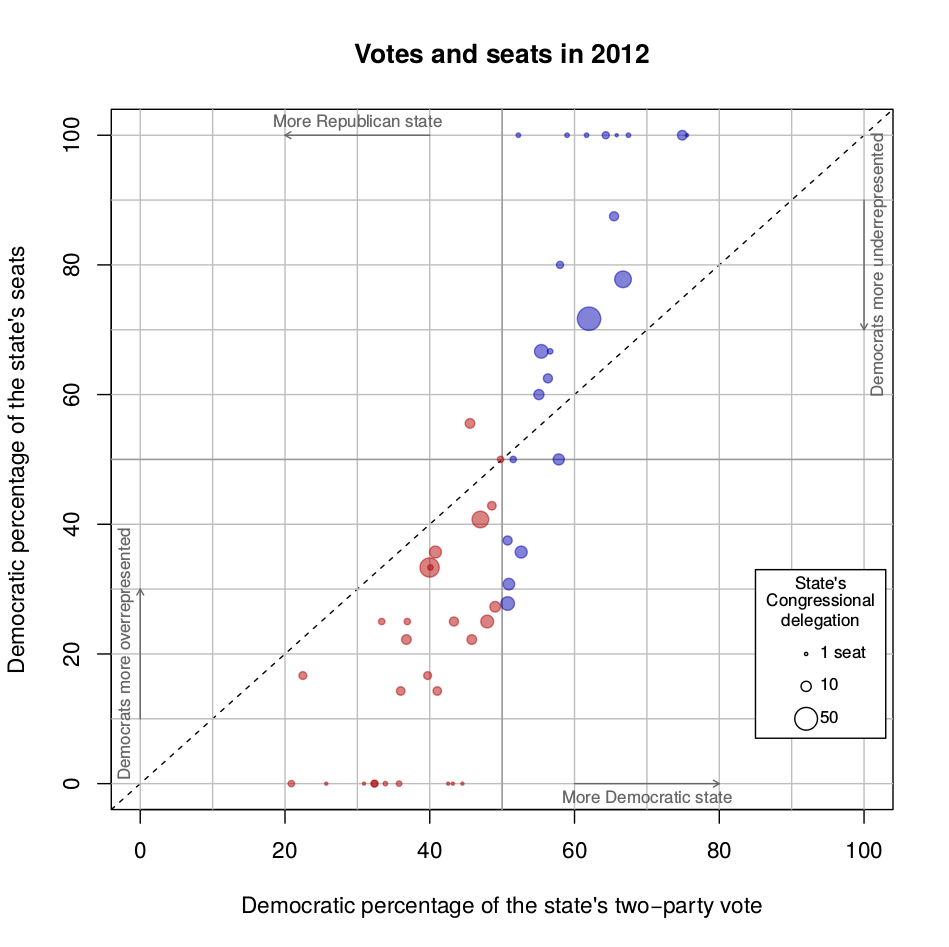 Votes and seats in 2012
Democratic percentage of the state's seats
100
80
60
40
20
0
More Republican state
Democrats more underrepresented
Democrats more overrepresented
State's
Congressional
delegation
1 seat
10
50
More Democratic state
0
20
40
60
80
100
Democratic percentage of the state's two−party vote